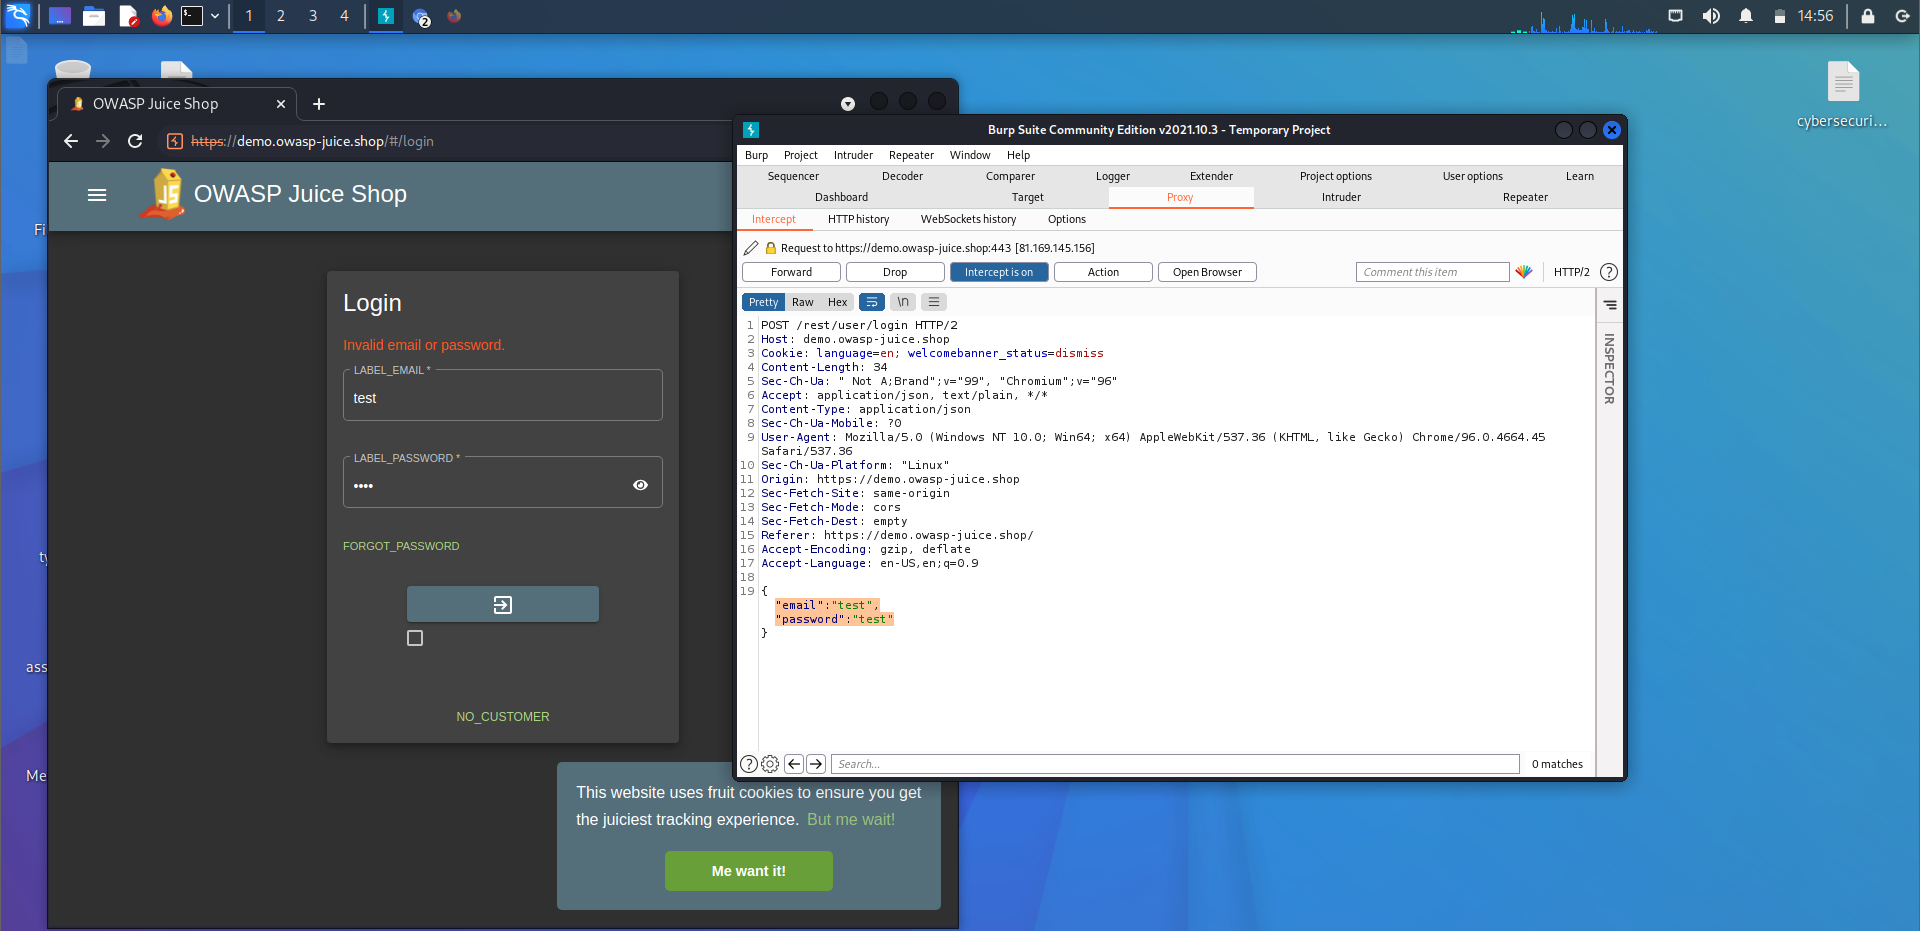 1 2 3 4
2
14:56
cybersecuri...
Fi
ty
ass
Me
OWASP Juice Shop
https://demo.owasp-juice.shop/#/login
JS
OWASP Juice Shop
Login
Invalid email or password.
LABEL_EMAIL *
test
LABEL_PASSWORD *
••••
FORGOT_PASSWORD
NO_CUSTOMER
This website uses fruit cookies to ensure you get
the juiciest tracking experience. But me wait!
Me want it!
Burp Suite Community Edition v2021.10.3 - Temporary Project
Burp Project Intruder Repeater Window Help
Sequencer Decoder Comparer Logger Extender Project options User options Learn
Dashboard Target Proxy Intruder Repeater
Intercept HTTP history WebSockets history Options
Request to https://demo.owasp-juice.shop:443 [81.169.145.156]
Forward Drop Intercept is on Action Open Browser Comment this item HTTP/2 ?
Pretty Raw Hex \n
1 POST /rest/user/login HTTP/2
2 Host: demo.owasp-juice.shop
3 Cookie: language=en; welcomebanner_status=dismiss
4 Content-Length: 34
5 Sec-Ch-Ua: " Not A;Brand";v="99", "Chromium";v="96"
6 Accept: application/json, text/plain, */*
7 Content-Type: application/json
8 Sec-Ch-Ua-Mobile: ?0
9 User-Agent: Mozilla/5.0 (Windows NT 10.0; Win64; x64) AppleWebKit/537.36 (KHTML, like Gecko) Chrome/96.0.4664.45
Safari/537.36
10 Sec-Ch-Ua-Platform: "Linux"
11 Origin: https://demo.owasp-juice.shop
12 Sec-Fetch-Site: same-origin
13 Sec-Fetch-Mode: cors
14 Sec-Fetch-Dest: empty
15 Referer: https://demo.owasp-juice.shop/
16 Accept-Encoding: gzip, deflate
17 Accept-Language: en-US,en;q=0.9
18
19 {
"email":"test",
"password":"test"
}
INSPECTOR
? Search... 0 matches